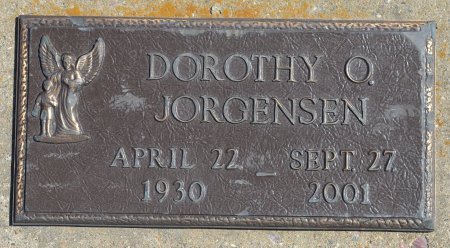 DOROTHY O.
JORGENSEN
APRIL 22 – SEPT. 27
1930 2001